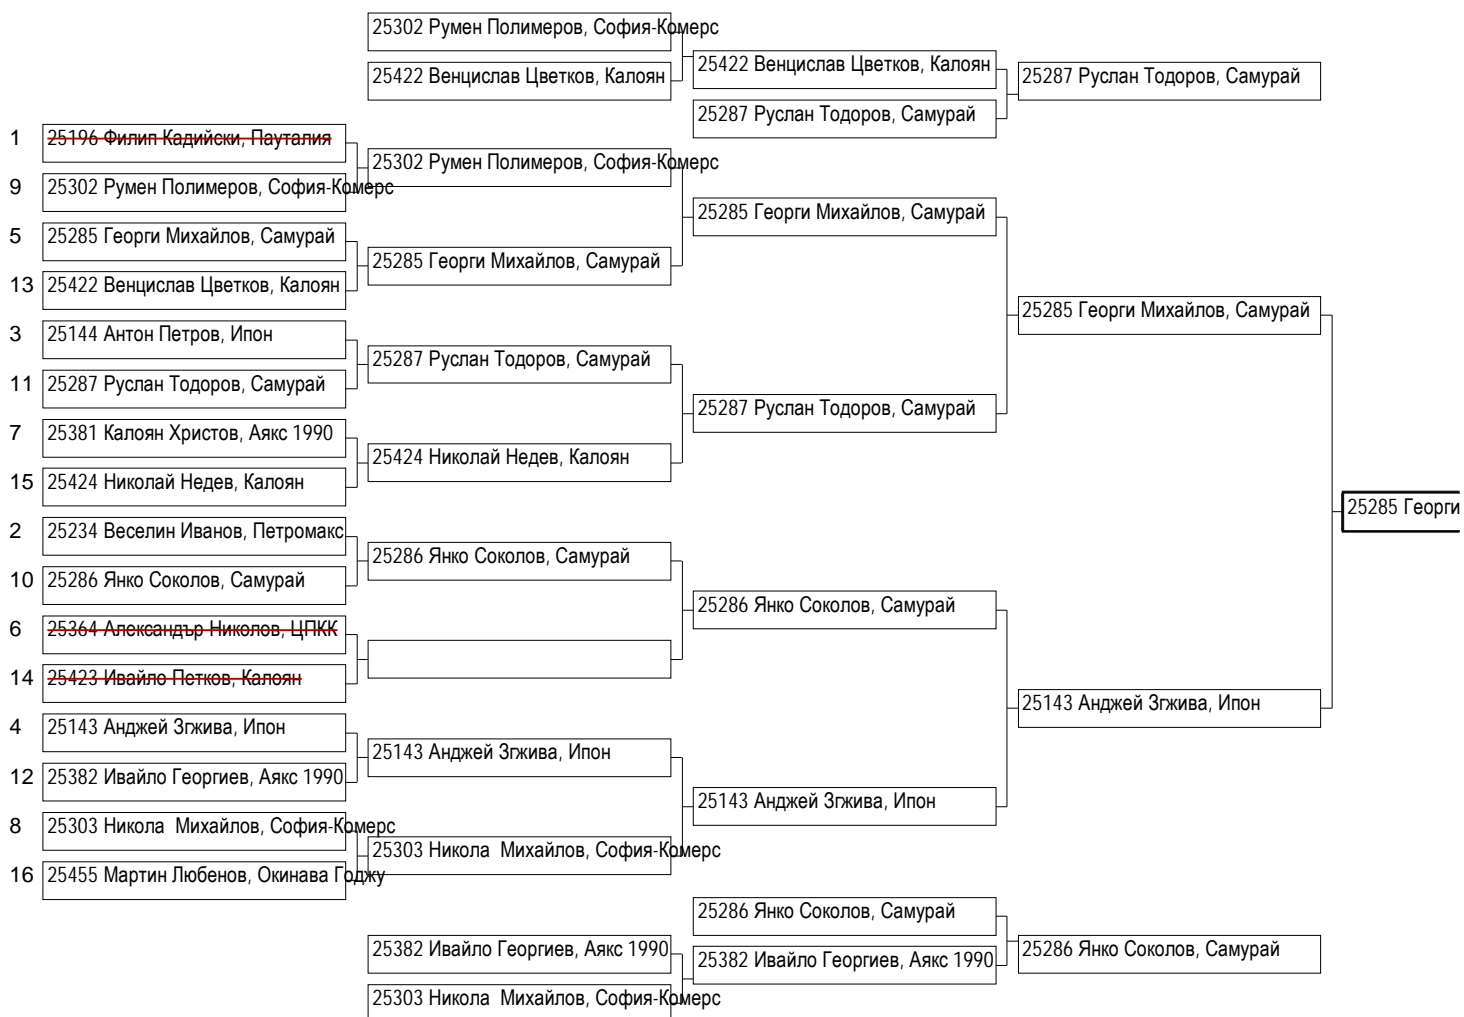 25302 Румен Полимеров, София-Комерс
25422 Венцислав Цветков, Калоян
25422 Венцислав Цветков, Калоян
25287 Руслан Тодоров, Самурай
25287 Руслан Тодоров, Самурай
1 25196 Филип Кадийски, Пауталия
9 25302 Румен Полимеров, София-Комерс
5 25285 Георги Михайлов, Самурай
13 25422 Венцислав Цветков, Калоян
3 25144 Антон Петров, Ипон
11 25287 Руслан Тодоров, Самурай
7 25381 Калоян Христов, Аякс 1990
15 25424 Николай Недев, Калоян
2 25234 Веселин Иванов, Петромакс
10 25286 Янко Соколов, Самурай
6 25364 Александър Николов, ЦПКК
14 25423 Ивайло Петков, Калоян
4 25143 Анджей Згжива, Ипон
12 25382 Ивайло Георгиев, Аякс 1990
8 25303 Никола  Михайлов, София-Комерс
16 25455 Мартин Любенов, Окинава Годжу
25302 Румен Полимеров, София-Комерс
25285 Георги Михайлов, Самурай
25287 Руслан Тодоров, Самурай
25424 Николай Недев, Калоян
25286 Янко Соколов, Самурай
25143 Анджей Згжива, Ипон
25303 Никола  Михайлов, София-Комерс
25285 Георги Михайлов, Самурай
25287 Руслан Тодоров, Самурай
25286 Янко Соколов, Самурай
25143 Анджей Згжива, Ипон
25285 Георги Михайлов, Самурай
25143 Анджей Згжива, Ипон
25285 Георги
25382 Ивайло Георгиев, Аякс 1990
25303 Никола  Михайлов, София-Комерс
25286 Янко Соколов, Самурай
25382 Ивайло Георгиев, Аякс 1990
25286 Янко Соколов, Самурай